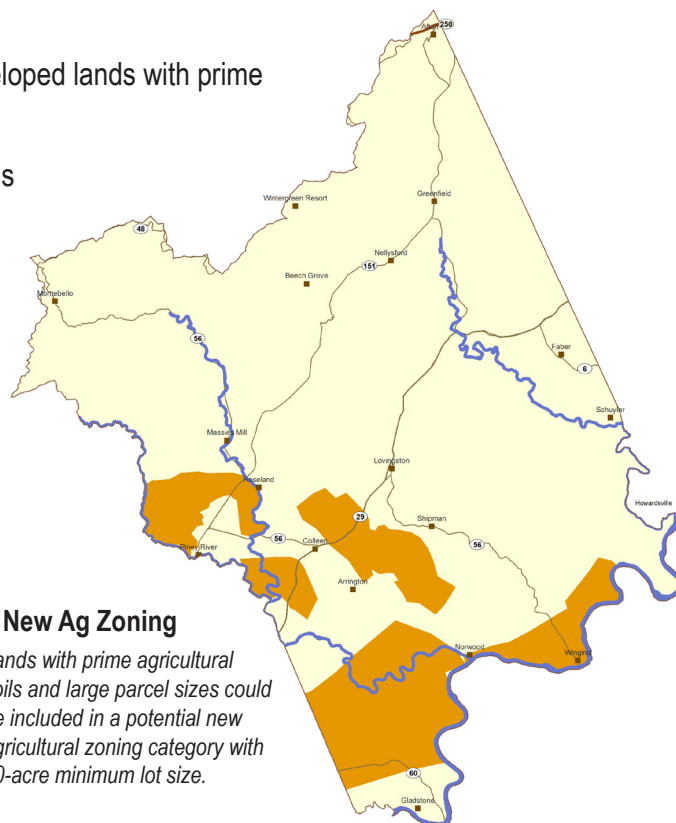 250
Afton
eloped lands with prime
s
Wintergreen Resort
Greenfield
48
Nellysford
151
Beech Grove
Montebello
56
Faber
6
Schuyler
Massies Mill
Lovingston
Roseland
Howardsville
29
Shipman
56
Colleen
56
Piney River
Arrington
New Ag Zoning
ands with prime agricultural
oils and large parcel sizes could
e included in a potential new
gricultural zoning category with
0-acre minimum lot size.
Norwood
Wingina
60
Gladstone